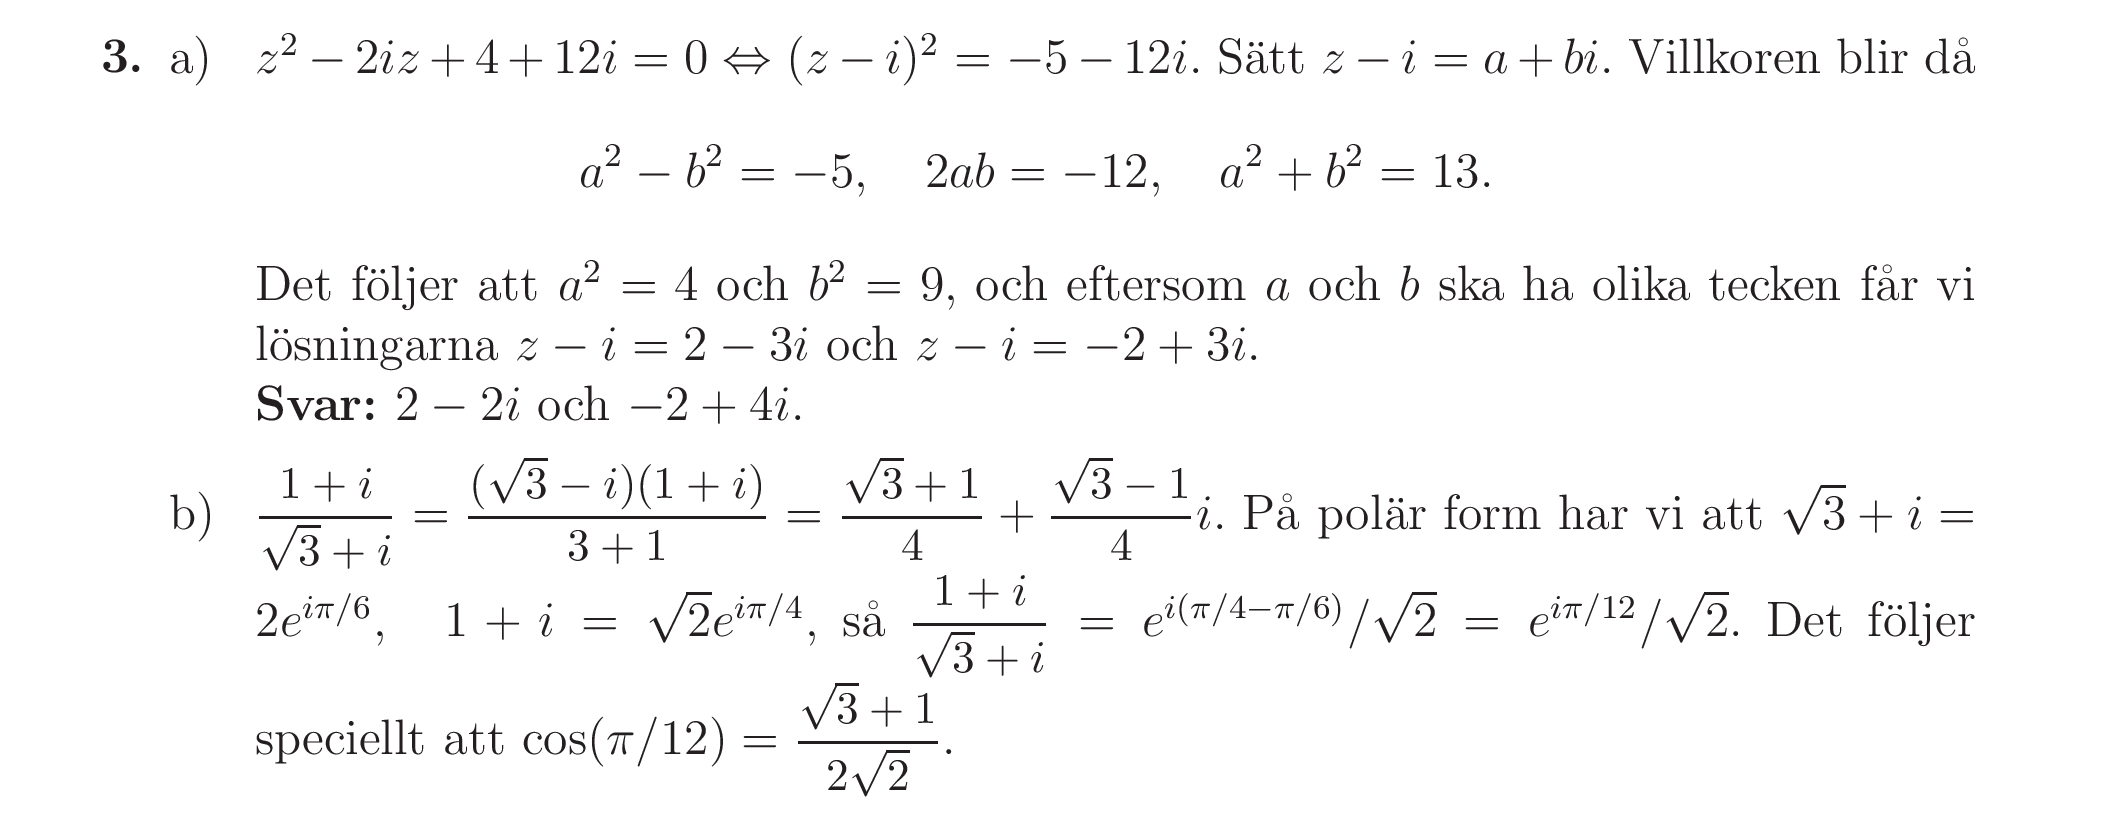 3. a) z² − 2iz + 4 + 12i = 0 ⇔ (z − i)² = −5 − 12i. Sätt z − i = a + bi. Villkoren blir då
a² − b² = −5, 2ab = −12, a² + b² = 13.
Det följer att a² = 4 och b² = 9, och eftersom a och b ska ha olika tecken får vi
lösningarna z − i = 2 − 3i och z − i = −2 + 3i.
Svar: 2 − 2i och −2 + 4i.
b) (1 + i)/(√3 + i) = ((√3 − i)(1 + i))/(3 + 1) = (√3 + 1)/4 + (√3 − 1)/4 i. På polär form har vi att √3 + i =
2e^{iπ/6}, 1 + i = √2e^{iπ/4}, så (1 + i)/(√3 + i) = e^{i(π/4−π/6)}/√2 = e^{iπ/12}/√2. Det följer
speciellt att cos(π/12) = (√3 + 1)/(2√2).